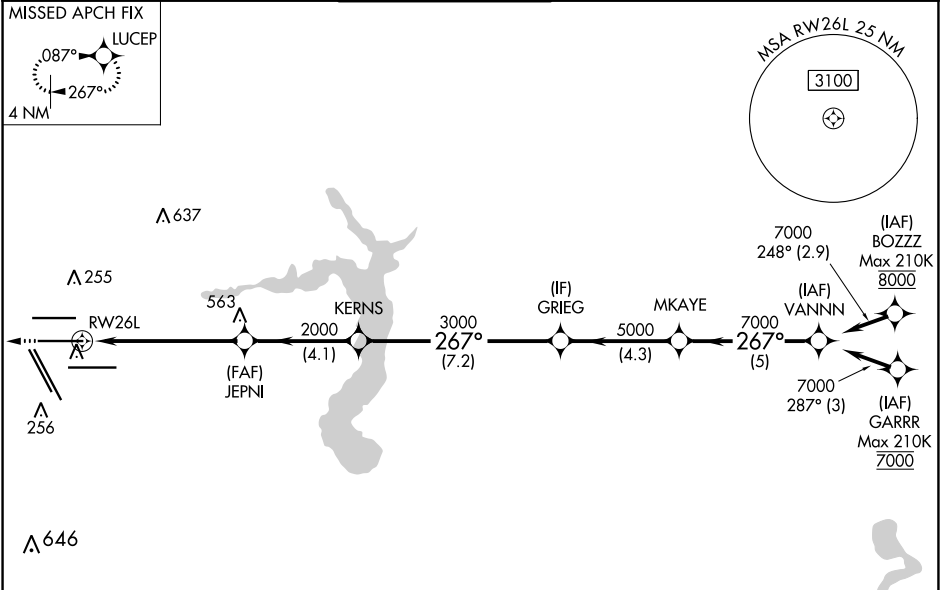 MISSED APCH FIX
LUCEP
087°
267°
4 NM
MSA RW26L 25 NM
3100
637
255
563
RW26L
256
646
(FAF)
JEPNI
2000
(4.1)
KERNS
3000
267°
(7.2)
(IF)
GRIEG
5000
(4.3)
MKAYE
7000
267°
(5)
(IAF)
VANNN
7000
248° (2.9)
(IAF)
BOZZZ
Max 210K
8000
7000
287° (3)
(IAF)
GARRR
Max 210K
7000